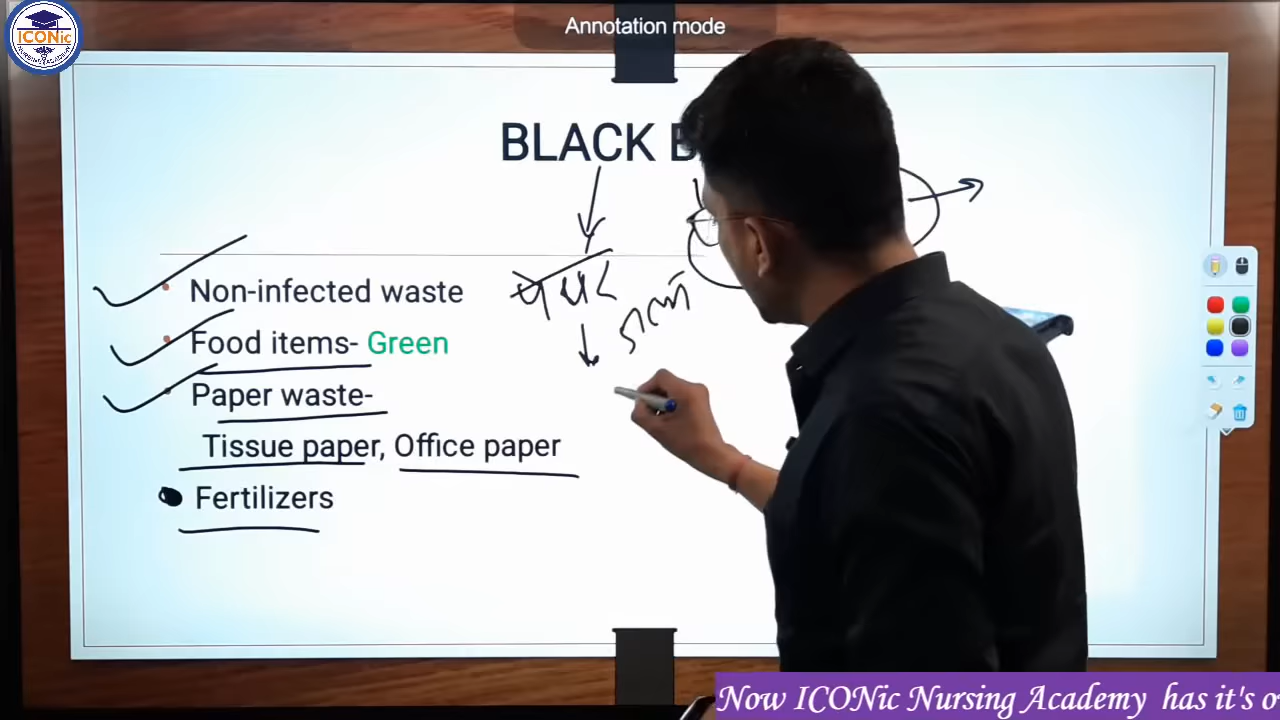 ICONic
Annotation mode
BLACK B
Non-infected waste
Food items- Green
Paper waste-
Tissue paper, Office paper
Fertilizers
Now ICONic Nursing Academy has it's o